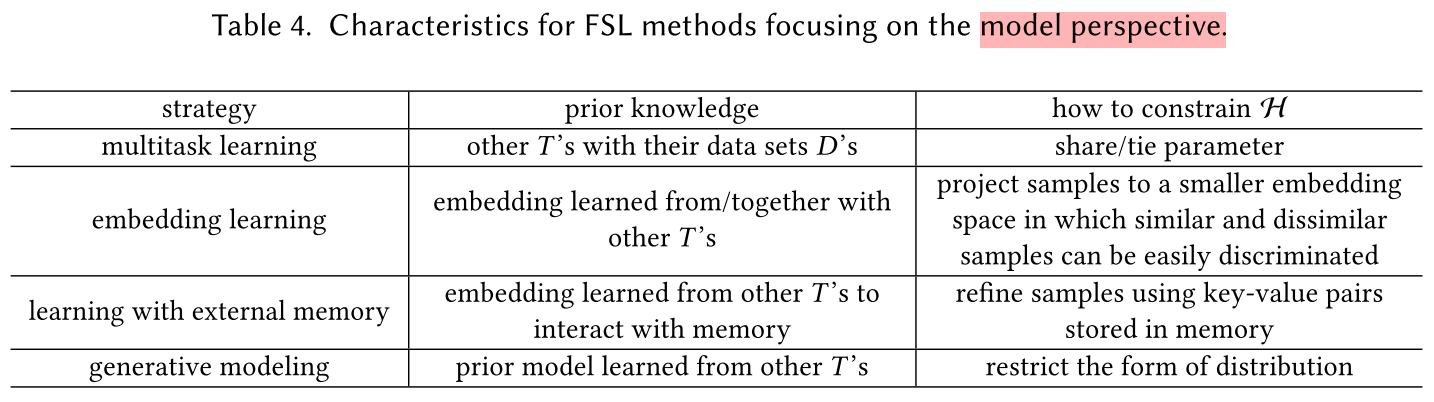 Table 4. Characteristics for FSL methods focusing on the model perspective.
strategy prior knowledge how to constrain ℋ
multitask learning other T’s with their data sets D’s share/tie parameter
embedding learning embedding learned from/together with other T’s project samples to a smaller embedding
space in which similar and dissimilar
samples can be easily discriminated
learning with external memory embedding learned from other T’s to
interact with memory refine samples using key-value pairs
stored in memory
generative modeling prior model learned from other T’s restrict the form of distribution